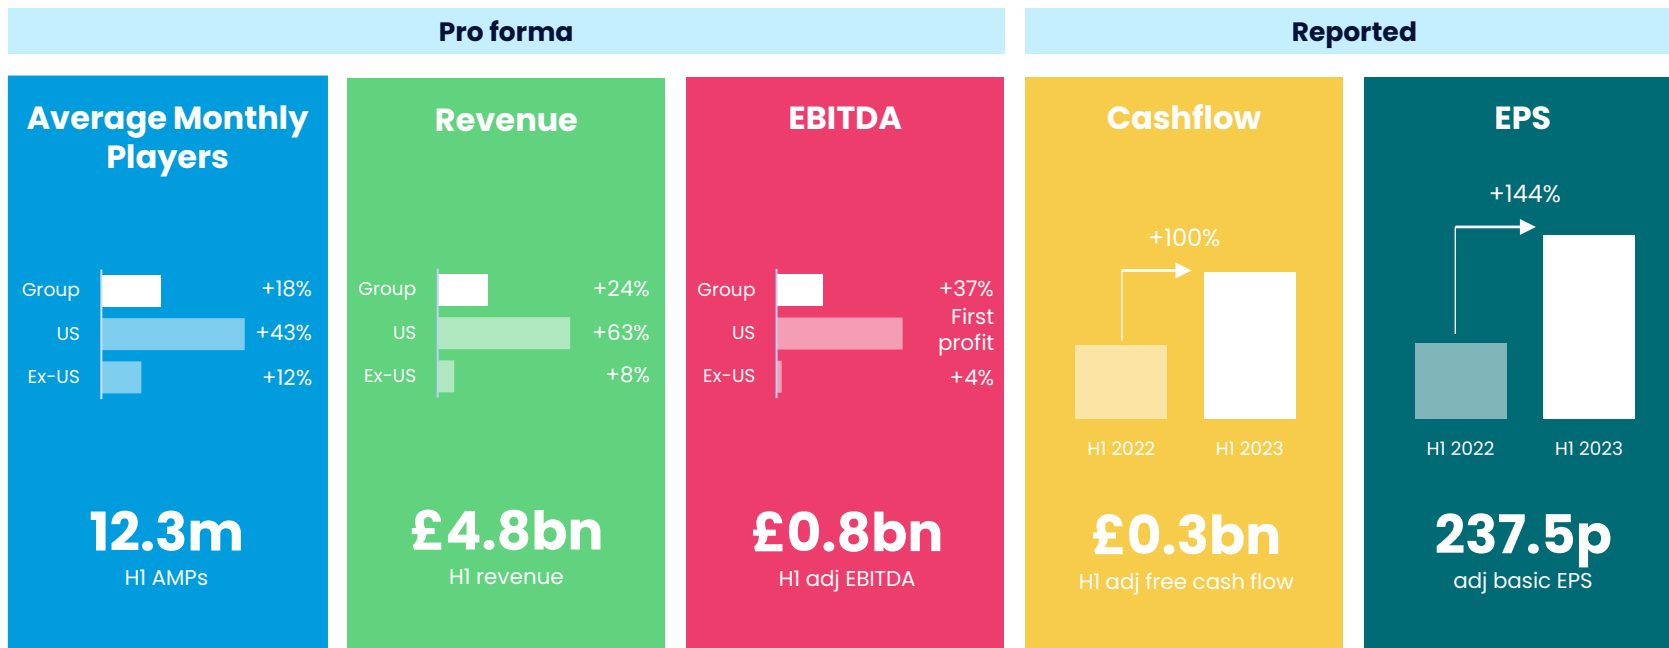 Pro forma
Reported
Average Monthly
Players
Group +18%
US +43%
Ex-US +12%
12.3m
H1 AMPs
Revenue
Group +24%
US +63%
Ex-US +8%
£4.8bn
H1 revenue
EBITDA
Group +37%
US First
profit
Ex-US +4%
£0.8bn
H1 adj EBITDA
Cashflow
+100%
H1 2022 H1 2023
£0.3bn
H1 adj free cash flow
EPS
+144%
H1 2022 H1 2023
237.5p
adj basic EPS